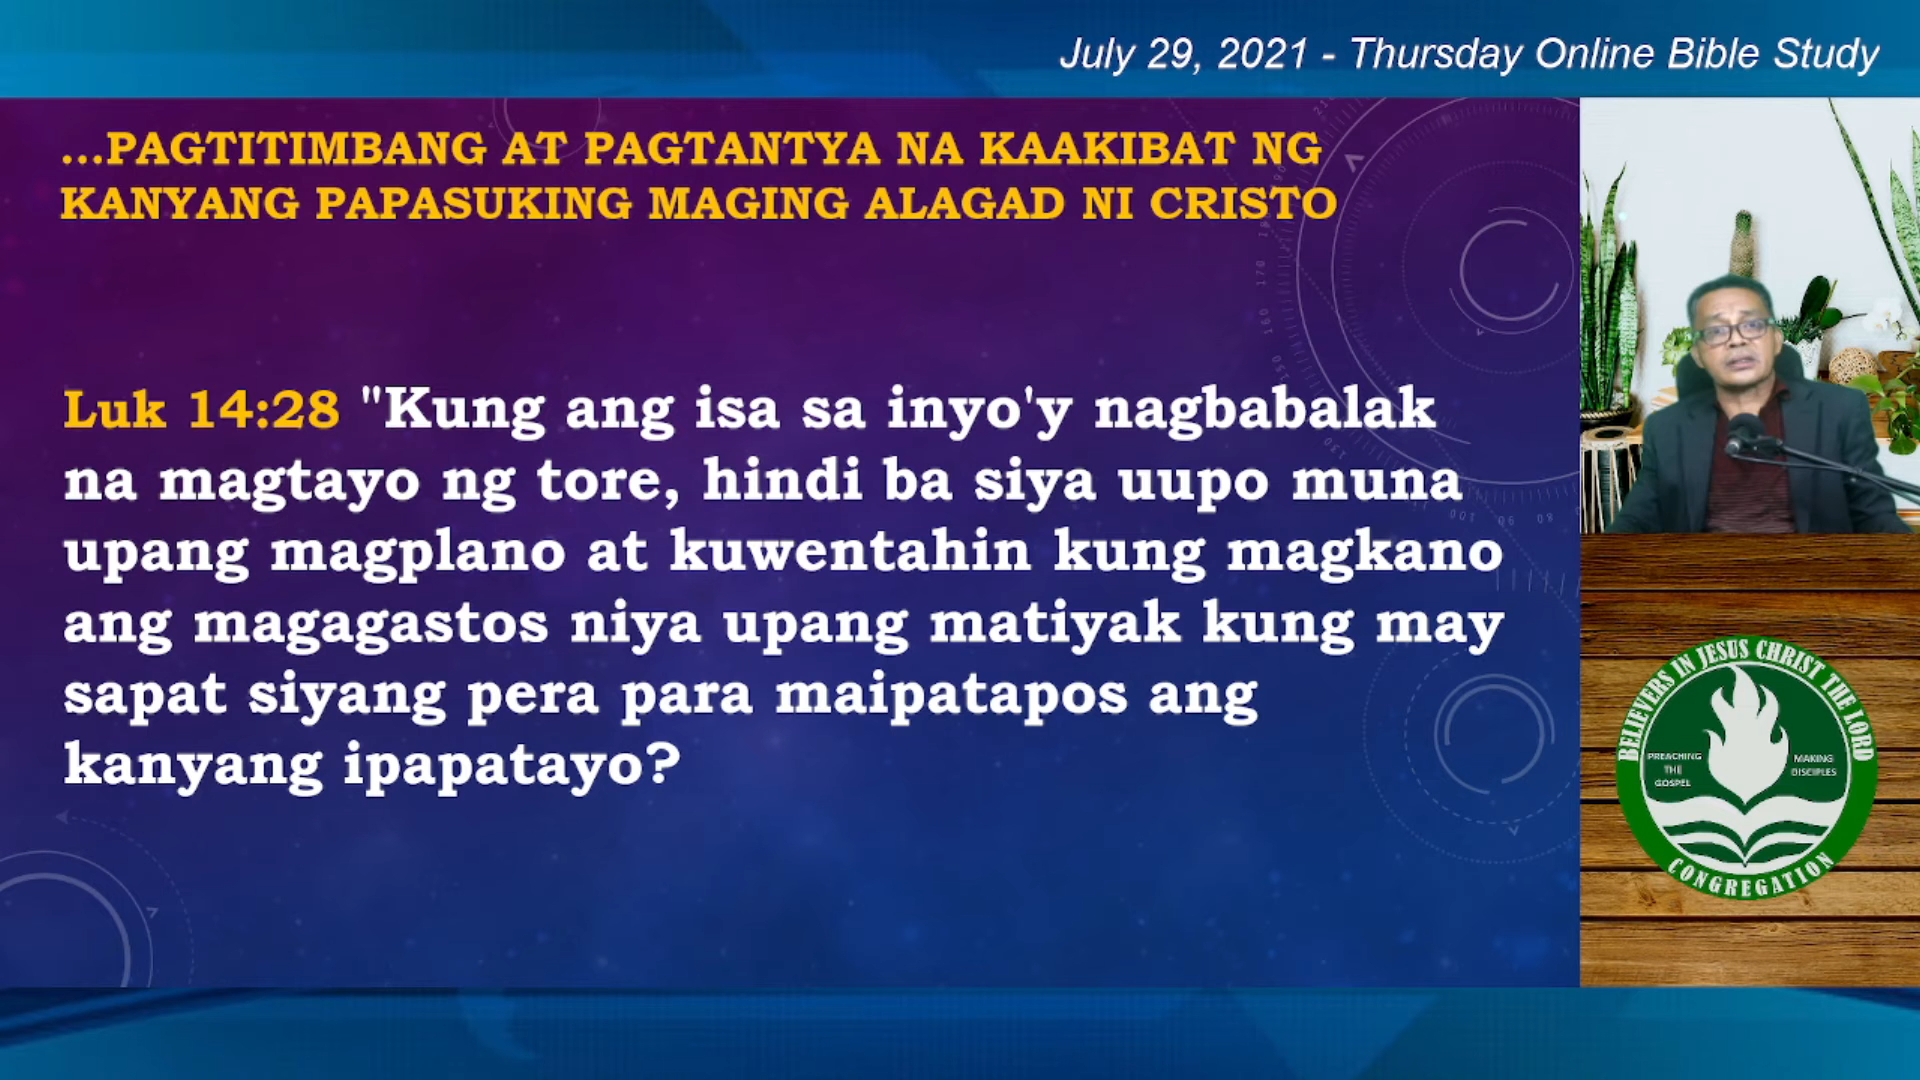 July 29, 2021 - Thursday Online Bible Study
...PAGTITIMBANG AT PAGTANTYA NA KAAKIBAT NG
KANYANG PAPASUKING MAGING ALAGAD NI CRISTO
Luk 14:28 "Kung ang isa sa inyo'y nagbabalak
na magtayo ng tore, hindi ba siya uupo muna
upang magplano at kuwentahin kung magkano
ang magagastos niya upang matiyak kung may
sapat siyang pera para maipatapos ang
kanyang ipapatayo?
BELIEVERS IN JESUS CHRIST THE LORD
PREACHING
THE
GOSPEL
MAKING
DISCIPLES
CONGREGATION